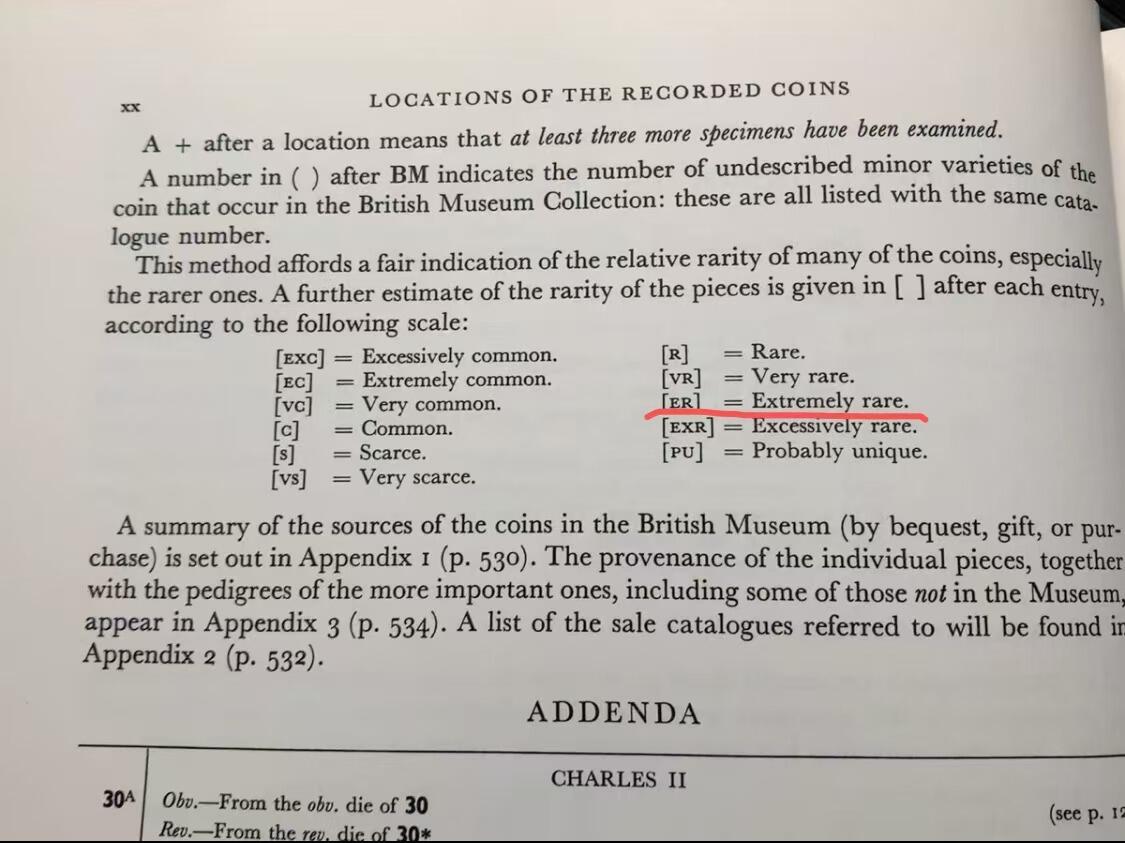 xx
LOCATIONS OF THE RECORDED COINS
A + after a location means that at least three more specimens have been examined.
A number in ( ) after BM indicates the number of undescribed minor varieties of the
coin that occur in the British Museum Collection: these are all listed with the same cata-
logue number.
This method affords a fair indication of the relative rarity of many of the coins, especially
the rarer ones. A further estimate of the rarity of the pieces is given in [ ] after each entry,
according to the following scale:
[EXC] = Excessively common.
[EC] = Extremely common.
[VC] = Very common.
[C] = Common.
[S] = Scarce.
[VS] = Very scarce.
[R] = Rare.
[VR] = Very rare.
[ER] = Extremely rare.
[EXR] = Excessively rare.
[PU] = Probably unique.
A summary of the sources of the coins in the British Museum (by bequest, gift, or pur-
chase) is set out in Appendix 1 (p. 530). The provenance of the individual pieces, together
with the pedigrees of the more important ones, including some of those not in the Museum,
appear in Appendix 3 (p. 534). A list of the sale catalogues referred to will be found in
Appendix 2 (p. 532).
ADDENDA
CHARLES II
30A Obv.—From the obv. die of 30
(see p. 12
Rev.—From the rev. die of 30*